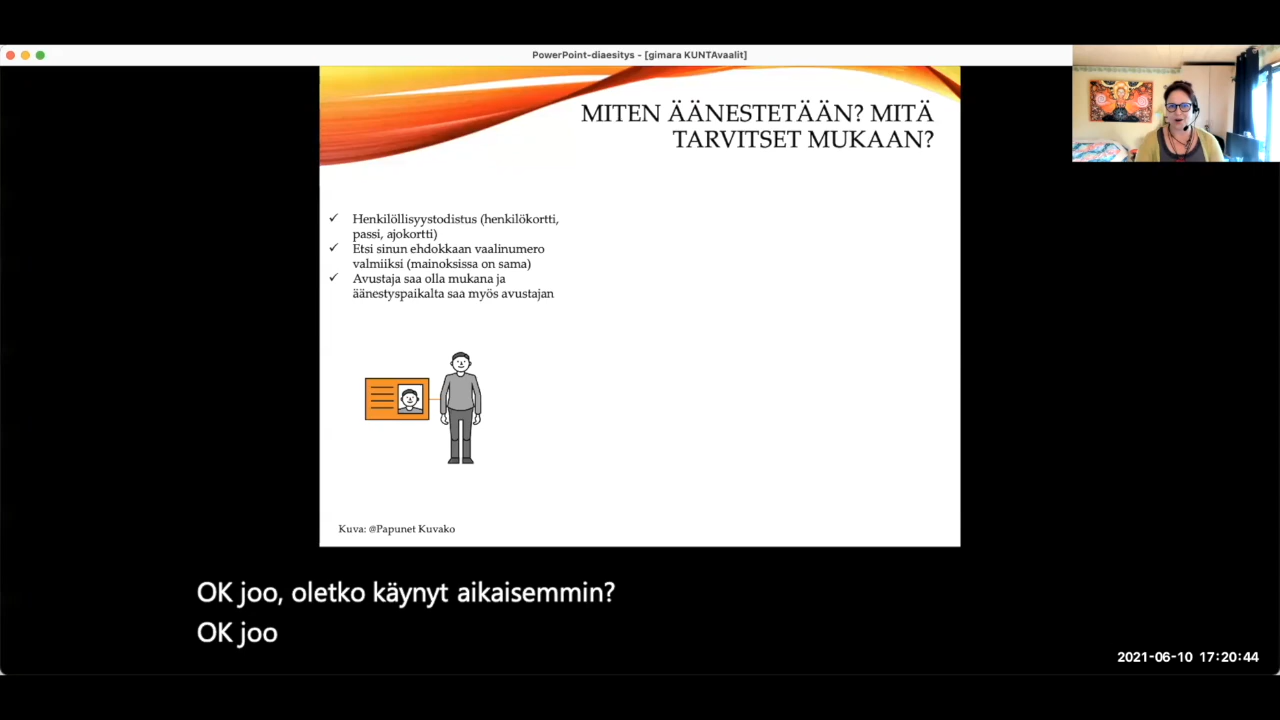 PowerPoint-diaesitys - [gimara KUNTAvaalit]
MITEN ÄÄNESTETÄÄN? MITÄ
TARVITSET MUKAAN?
✓ Henkilöllisyystodistus (henkilökortti,
passi, ajokortti)
✓ Etsi sinun ehdokkaan vaalinumero
valmiiksi (mainoksissa on sama)
✓ Avustaja saa olla mukana ja
äänestyspaikalta saa myös avustajan
Kuva: @Papunet Kuvako
OK joo, oletko käynyt aikaisemmin?
OK joo
2021-06-10 17:20:44